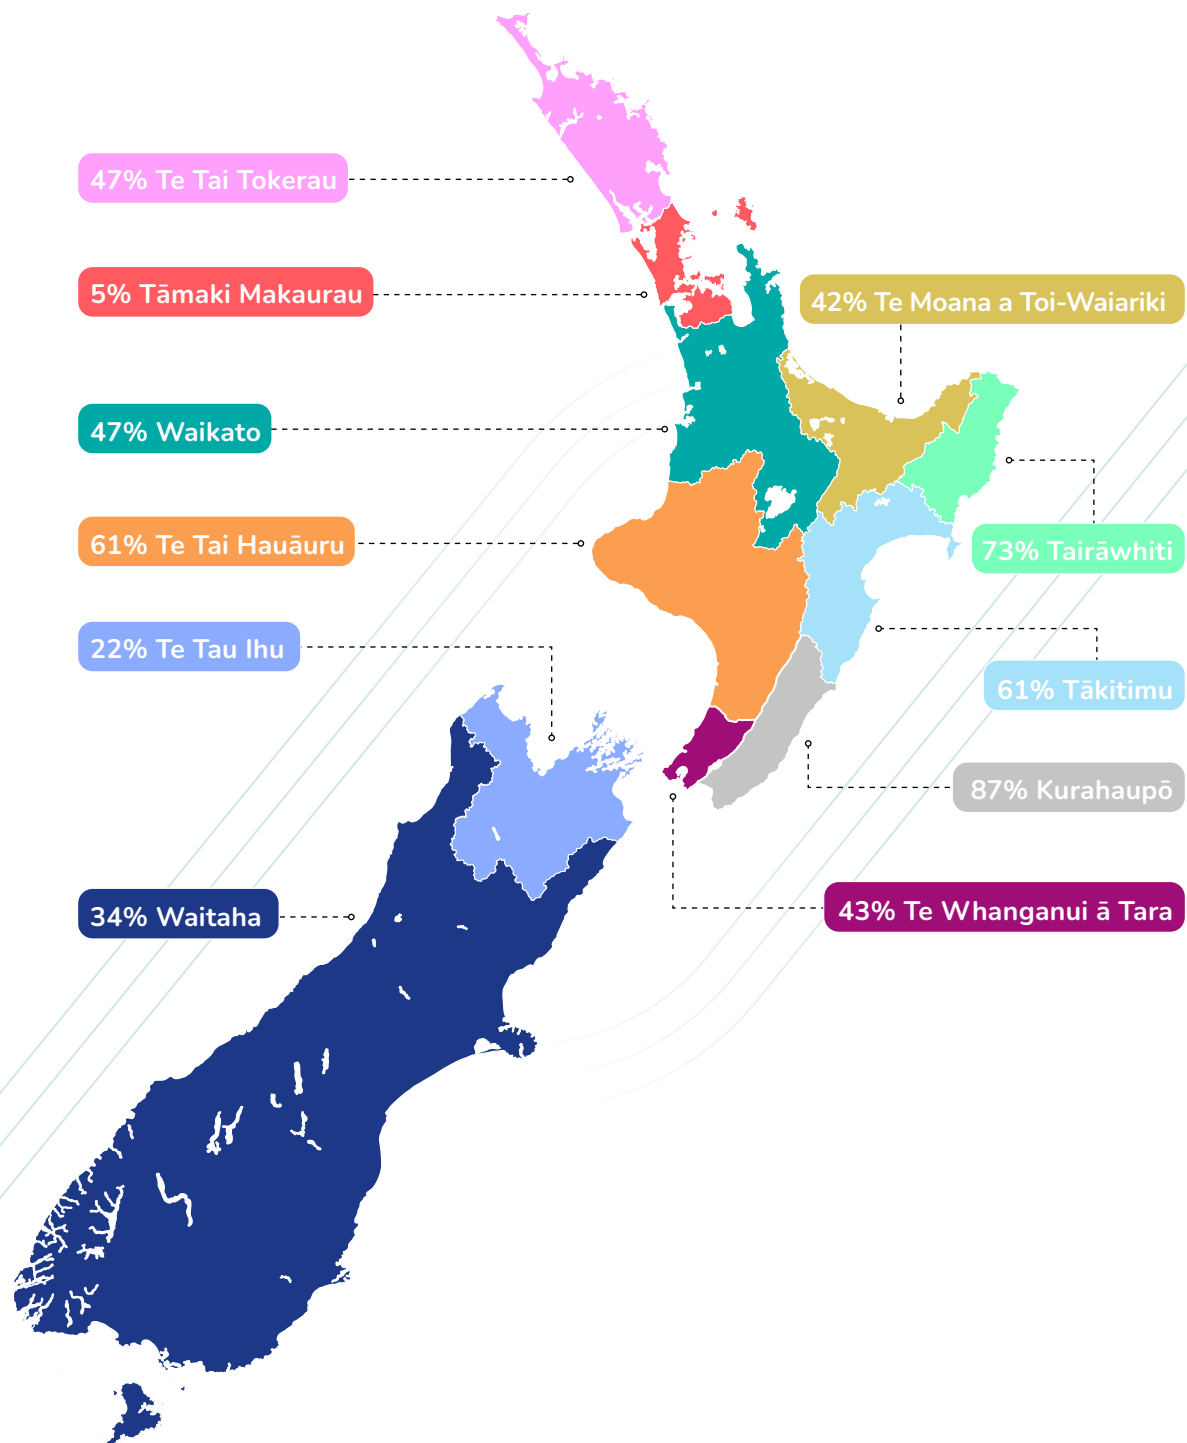 47% Te Tai Tokerau
5% Tāmaki Makaurau
42% Te Moana a Toi-Waiariki
47% Waikato
61% Te Tai Hauāuru
73% Tairāwhiti
22% Te Tau Ihu
61% Tākitimu
87% Kurahaupō
34% Waitaha
43% Te Whanganui ā Tara